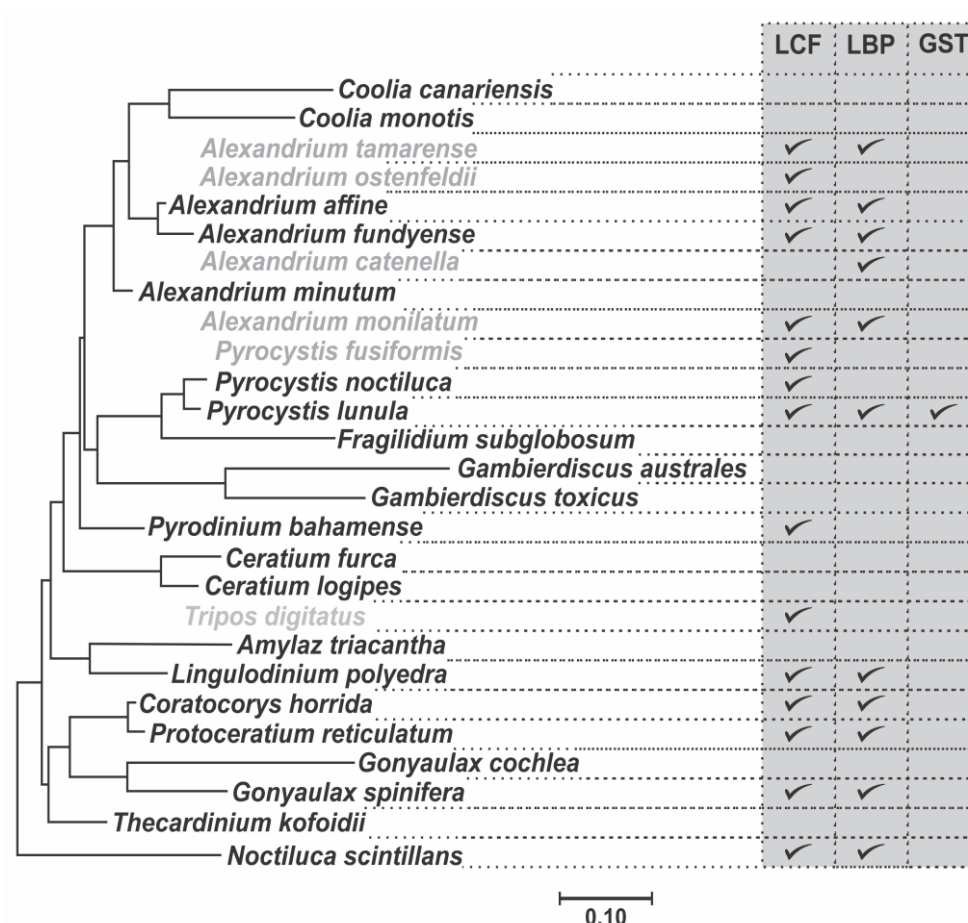 LCF LBP GST
Coolia canariensis
Coolia monotis
Alexandrium tamarense
Alexandrium ostenfeldii
Alexandrium affine
Alexandrium fundyense
Alexandrium catenella
Alexandrium minutum
Alexandrium monilatum
Pyrocystis fusiformis
Pyrocystis noctiluca
Pyrocystis lunula
Fragilidium subglobosum
Gambierdiscus australes
Gambierdiscus toxicus
Pyrodinium bahamense
Ceratium furca
Ceratium logipes
Tripos digitatus
Amylaz triacantha
Lingulodinium polyedra
Coratocorys horrida
Protoceratium reticulatum
Gonyaulax cochlea
Gonyaulax spinifera
Thecardinium kofoidii
Noctiluca scintillans
0.10